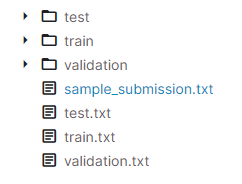 test
train
validation
sample_submission.txt
test.txt
train.txt
validation.txt